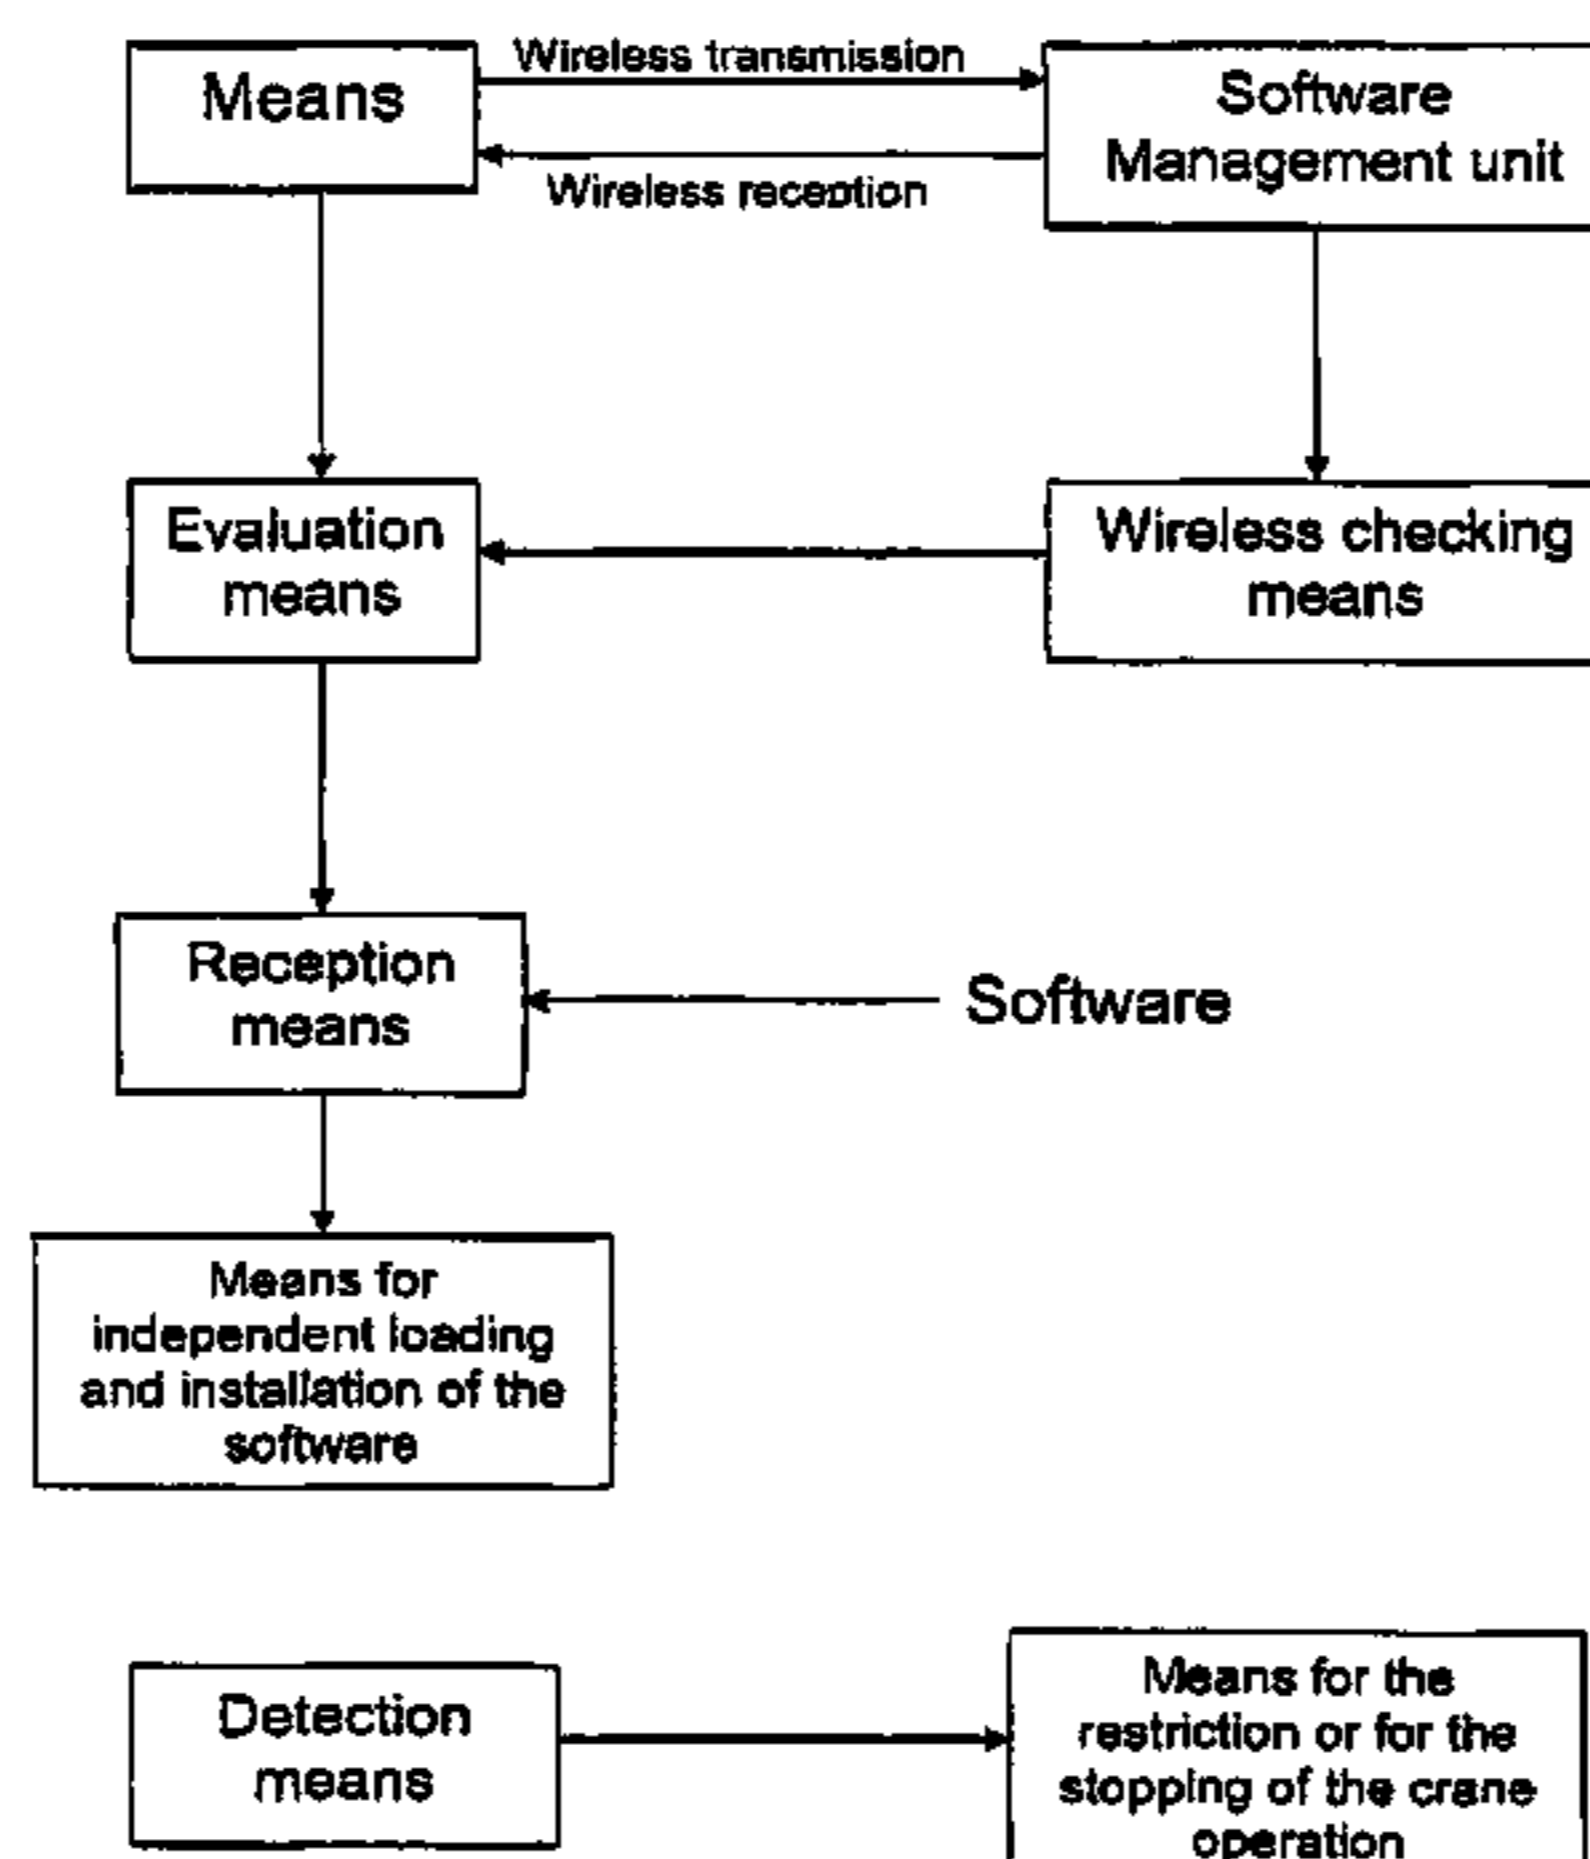 Means
Wireless transmission
Wireless reception
Software
Management unit
Evaluation
means
Wireless checking
means
Reception
means
Software
Means for
independent loading
and installation of the
software
Detection
means
Means for the
restriction or for the
stopping of the crane
operation